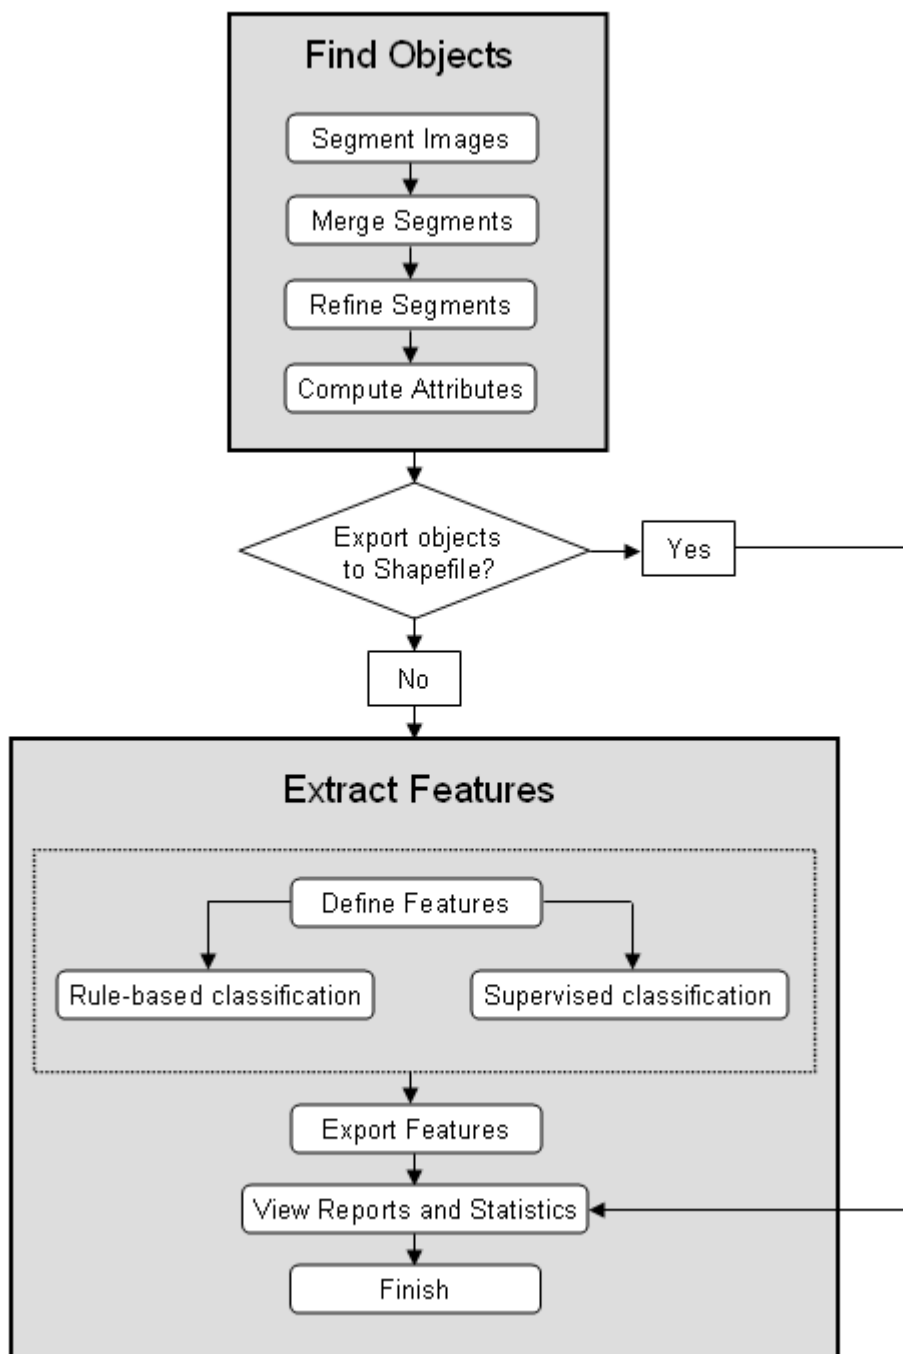 Find Objects
Segment Images
Merge Segments
Refine Segments
Compute Attributes
Export objects
to Shapefile?
Yes
No
Extract Features
Define Features
Rule-based classification
Supervised classification
Export Features
View Reports and Statistics
Finish